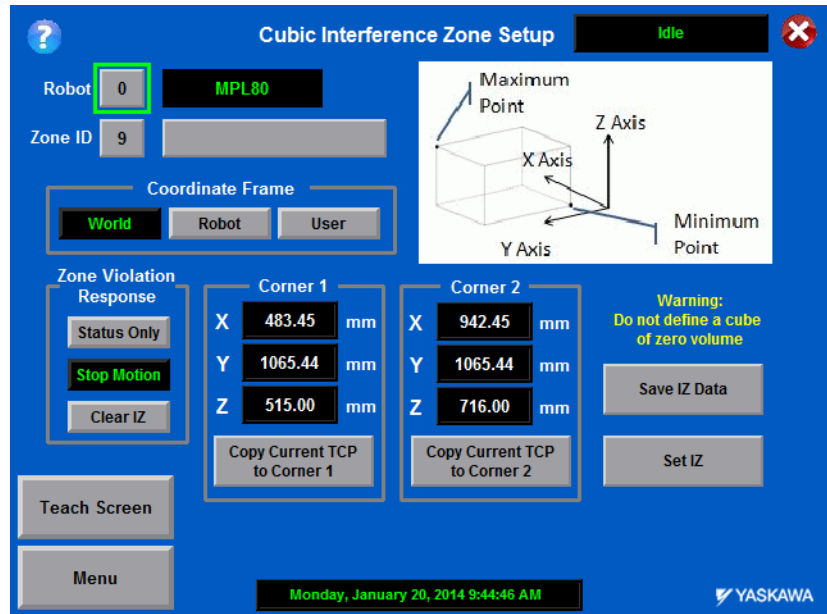 ?
Cubic Interference Zone Setup
Idle
Robot 0 MPL80
Zone ID 9
Coordinate Frame
World Robot User
Maximum
Point
Z Axis
X Axis
Y Axis
Minimum
Point
Zone Violation
Response
Status Only
Stop Motion
Clear IZ
Corner 1
X 483.45 mm
Y 1065.44 mm
Z 515.00 mm
Copy Current TCP
to Corner 1
Corner 2
X 942.45 mm
Y 1065.44 mm
Z 716.00 mm
Copy Current TCP
to Corner 2
Warning:
Do not define a cube
of zero volume
Save IZ Data
Set IZ
Teach Screen
Menu
Monday, January 20, 2014 9:44:46 AM
YASKAWA